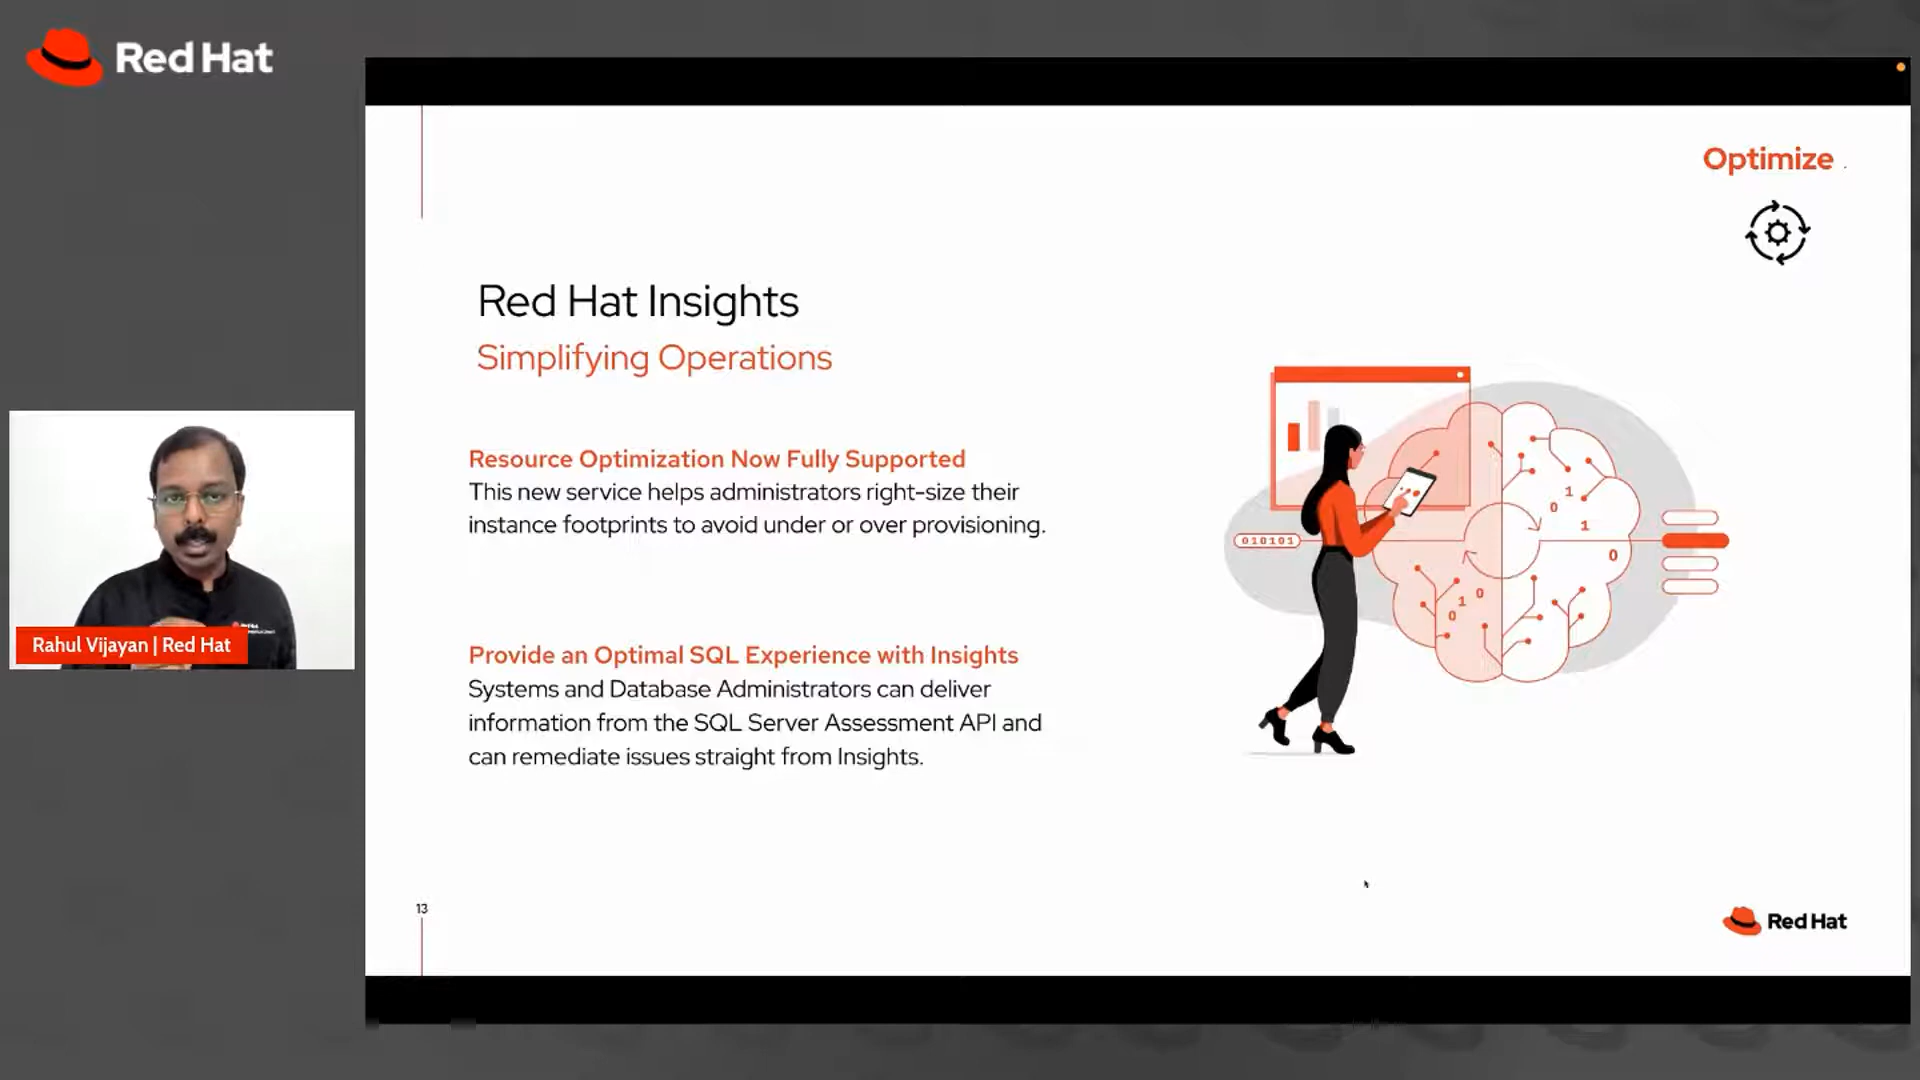 Red Hat
Optimize .
Red Hat Insights
Simplifying Operations
Resource Optimization Now Fully Supported
This new service helps administrators right-size their
instance footprints to avoid under or over provisioning.
010101
0
1
1
0
0
1
0
Rahul Vijayan | Red Hat
Provide an Optimal SQL Experience with Insights
Systems and Database Administrators can deliver
information from the SQL Server Assessment API and
can remediate issues straight from Insights.
13
Red Hat